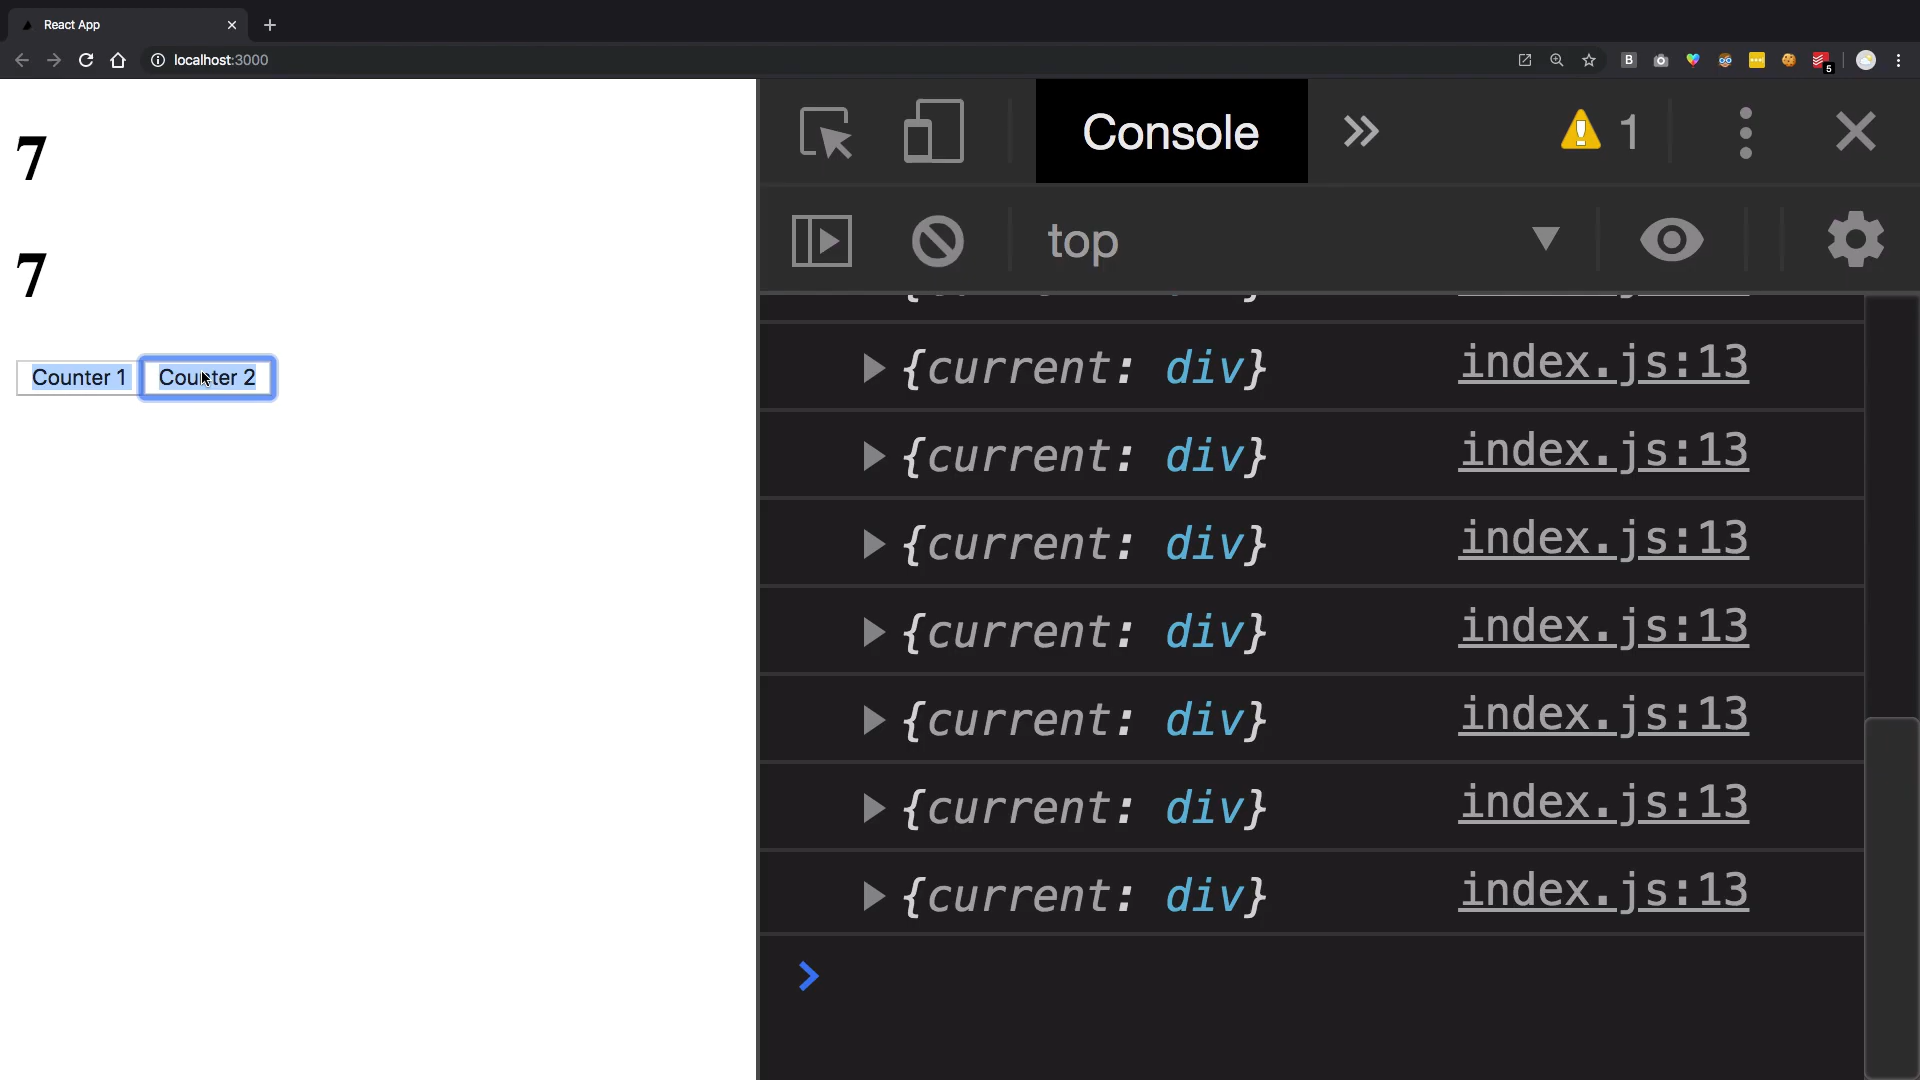 React App
localhost:3000
B
5
7
7
Counter 1 Counter 2
Console
1
top
{current: div} index.js:13
{current: div} index.js:13
{current: div} index.js:13
{current: div} index.js:13
{current: div} index.js:13
{current: div} index.js:13
{current: div} index.js:13